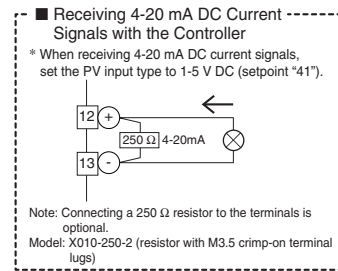 ■ Receiving 4-20 mA DC Current
Signals with the Controller
* When receiving 4-20 mA DC current signals,
set the PV input type to 1-5 V DC (setpoint “41”).
12 +
250 Ω 4-20mA
13 -
Note: Connecting a 250 Ω resistor to the terminals is
optional.
Model: X010-250-2 (resistor with M3.5 crimp-on terminal
lugs)